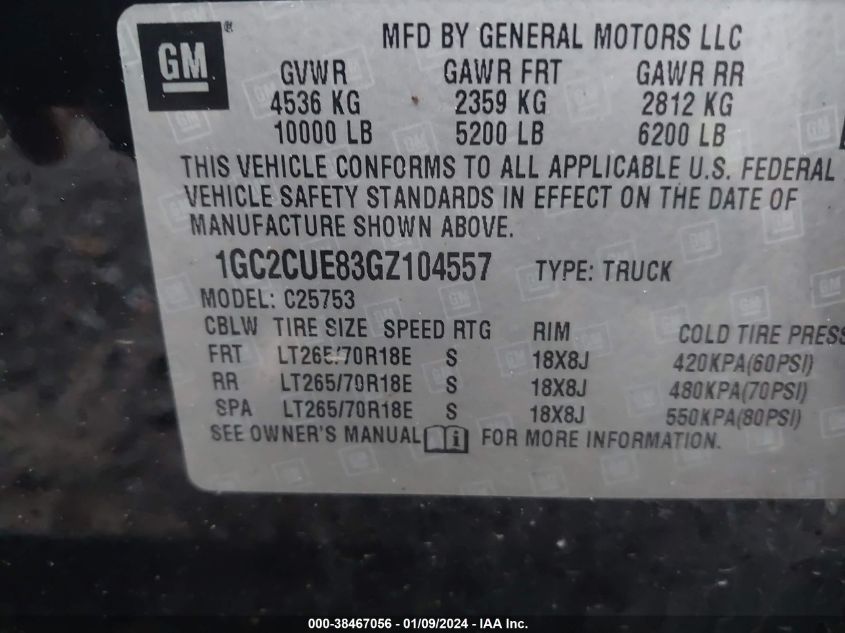 GM ®
MFD BY GENERAL MOTORS LLC
GVWR GAWR FRT GAWR RR
4536 KG 2359 KG 2812 KG
10000 LB 5200 LB 6200 LB
THIS VEHICLE CONFORMS TO ALL APPLICABLE U.S. FEDERAL
VEHICLE SAFETY STANDARDS IN EFFECT ON THE DATE OF
MANUFACTURE SHOWN ABOVE.
1GC2CUE83GZ104557 TYPE: TRUCK
MODEL: C25753
CBLW TIRE SIZE SPEED RTG RIM COLD TIRE PRESS
FRT LT265/70R18E S 18X8J 420KPA(60PSI)
RR LT265/70R18E S 18X8J 480KPA(70PSI)
SPA LT265/70R18E S 18X8J 550KPA(80PSI)
SEE OWNER'S MANUAL i FOR MORE INFORMATION.
000-38467056 - 01/09/2024 - IAA Inc.